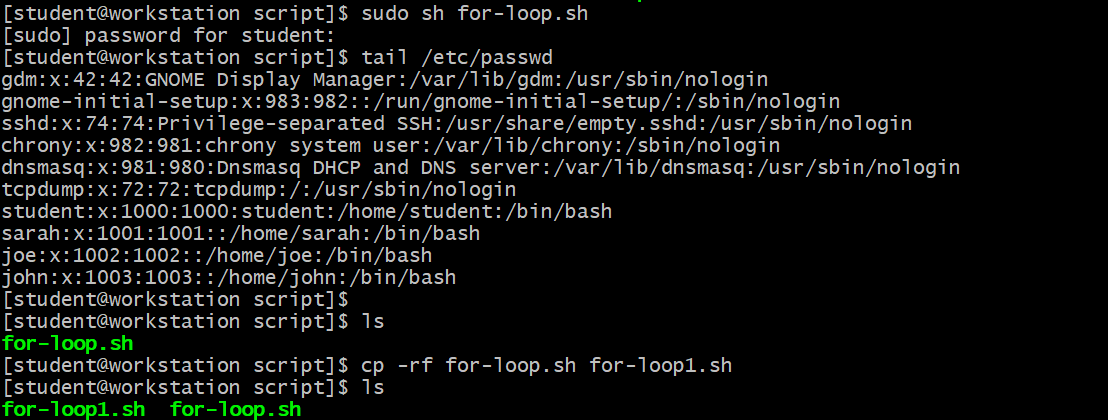 [student@workstation script]$ sudo sh for-loop.sh
[sudo] password for student:
[student@workstation script]$ tail /etc/passwd
gdm:x:42:42:GNOME Display Manager:/var/lib/gdm:/usr/sbin/nologin
gnome-initial-setup:x:983:982::/run/gnome-initial-setup/:/sbin/nologin
sshd:x:74:74:Privilege-separated SSH:/usr/share/empty.sshd:/usr/sbin/nologin
chrony:x:982:981:chrony system user:/var/lib/chrony:/sbin/nologin
dnsmasq:x:981:980:Dnsmasq DHCP and DNS server:/var/lib/dnsmasq:/usr/sbin/nologin
tcpdump:x:72:72:tcpdump:/:/usr/sbin/nologin
student:x:1000:1000:student:/home/student:/bin/bash
sarah:x:1001:1001::/home/sarah:/bin/bash
joe:x:1002:1002::/home/joe:/bin/bash
john:x:1003:1003::/home/john:/bin/bash
[student@workstation script]$
[student@workstation script]$ ls
for-loop.sh
[student@workstation script]$ cp -rf for-loop.sh for-loop1.sh
[student@workstation script]$ ls
for-loop1.sh  for-loop.sh